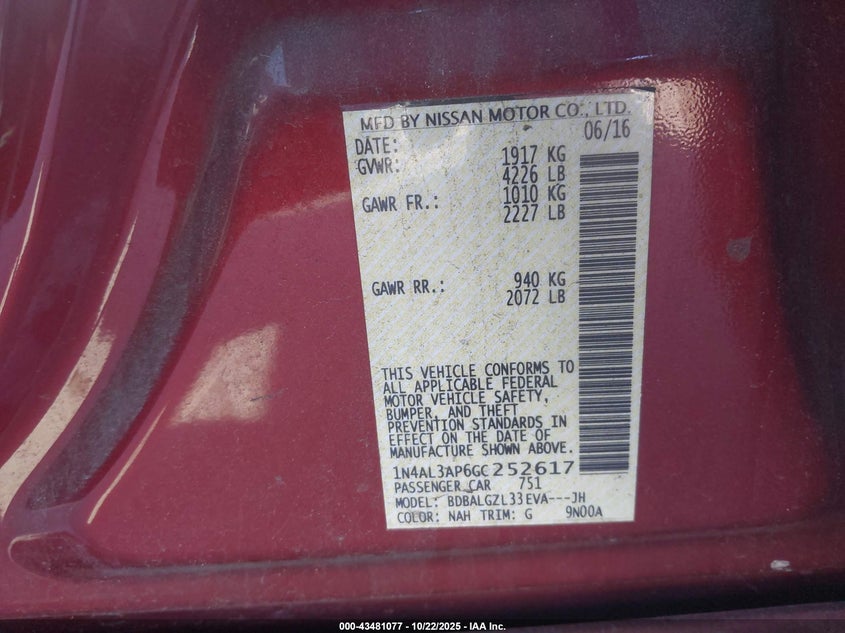 MFD BY NISSAN MOTOR CO., LTD.
DATE: 06/16
GVWR: 1917 KG
4226 LB
GAWR FR.: 1010 KG
2227 LB
GAWR RR.: 940 KG
2072 LB
THIS VEHICLE CONFORMS TO
ALL APPLICABLE FEDERAL
MOTOR VEHICLE SAFETY,
BUMPER, AND THEFT
PREVENTION STANDARDS IN
EFFECT ON THE DATE OF
MANUFACTURE SHOWN ABOVE.
1N4AL3AP6GC252617
PASSENGER CAR 751
MODEL: BDBALGZL33EVA---JH
COLOR: NAH TRIM: G 9N00A
000-43481077 - 10/22/2025 - IAA Inc.